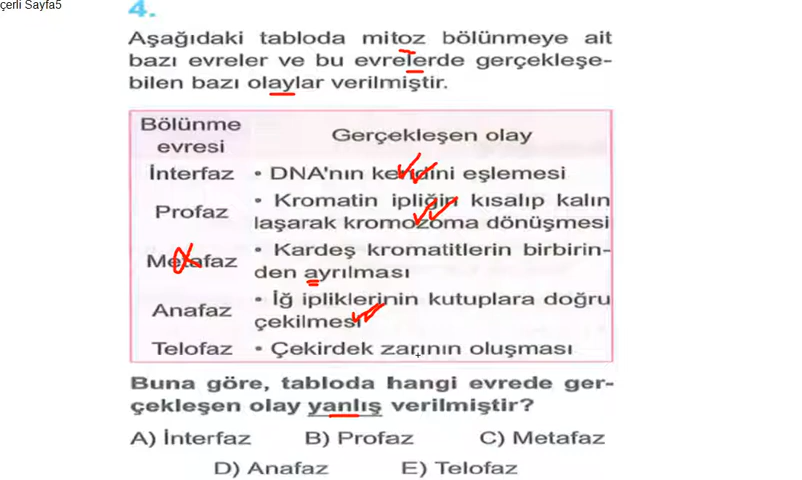 çerli Sayfa5
4.
Aşağıdaki tabloda mitoz bölünmeye ait
bazı evreler ve bu evrelerde gerçekleşe-
bilen bazı olaylar verilmiştir.
Bölünme
evresi
Gerçekleşen olay
İnterfaz • DNA'nın kendini eşlemesi
Profaz • Kromatin ipliğin kısalıp kalın
laşarak kromozoma dönüşmesi
Metafaz • Kardeş kromatitlerin birbirin-
den ayrılması
Anafaz • İğ ipliklerinin kutuplara doğru
çekilmesi
Telofaz • Çekirdek zarının oluşması
Buna göre, tabloda hangi evrede ger-
çekleşen olay yanlış verilmiştir?
A) İnterfaz B) Profaz C) Metafaz
D) Anafaz E) Telofaz